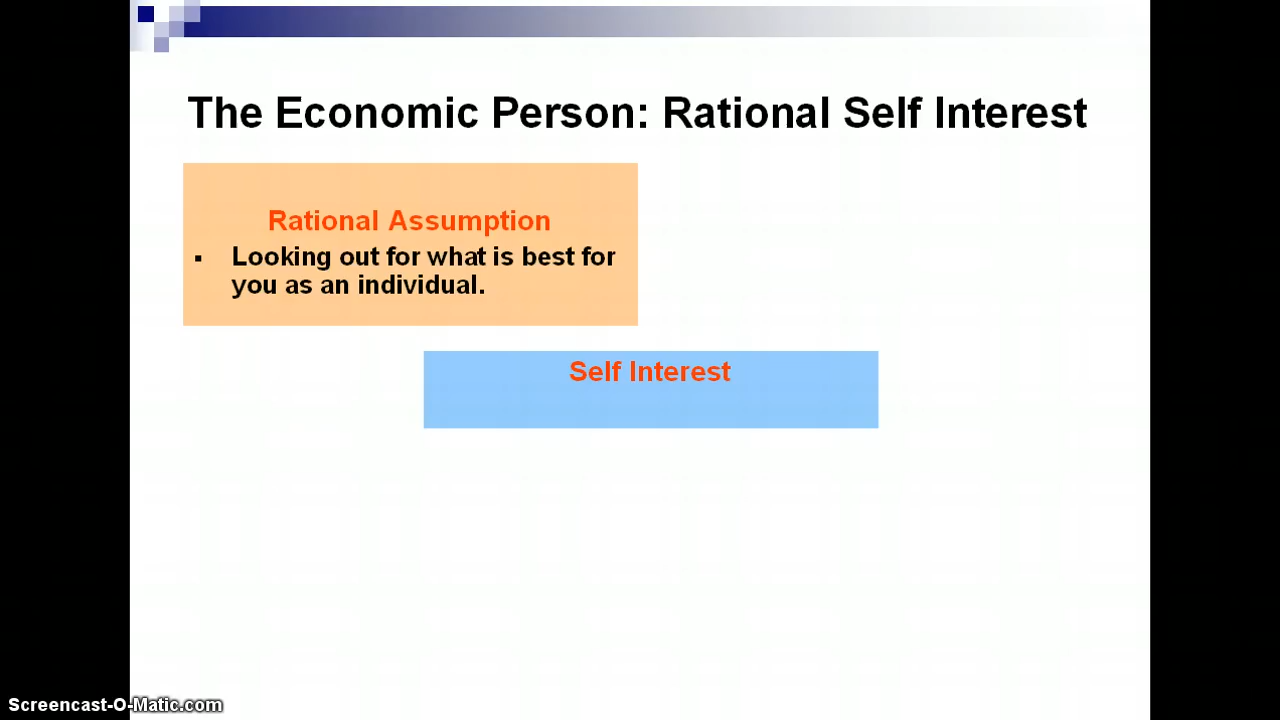 The Economic Person: Rational Self Interest
Rational Assumption
▪ Looking out for what is best for
you as an individual.
Self Interest
Screencast-O-Matic.com